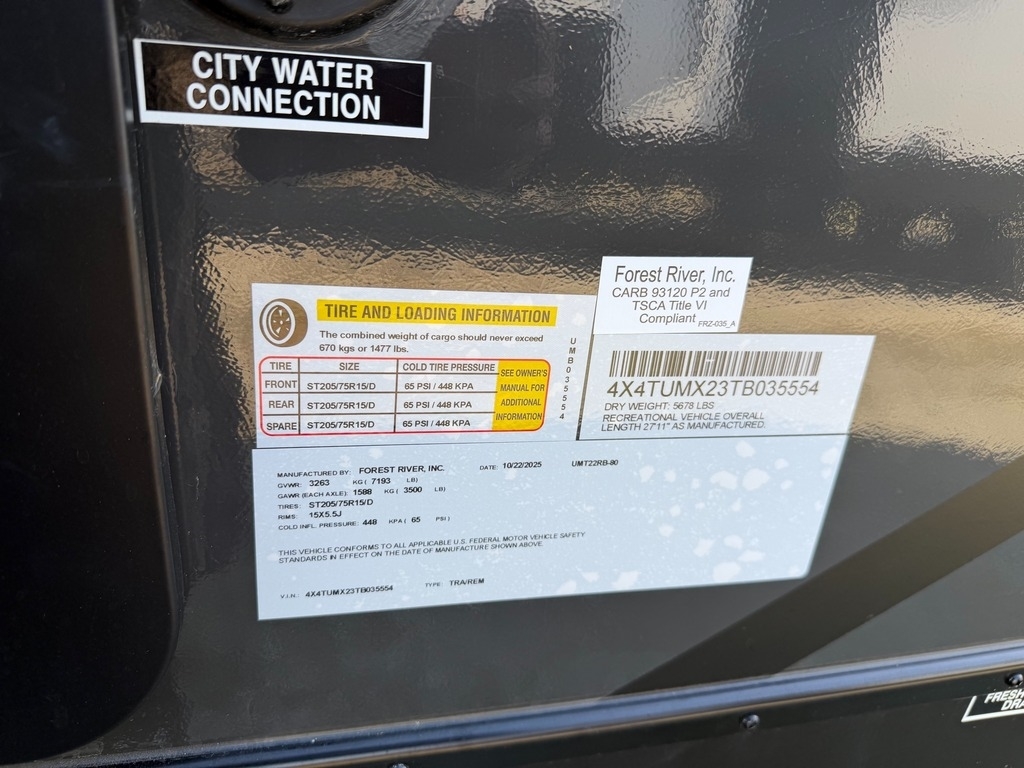 CITY WATER
CONNECTION
Forest River, Inc.
CARB 93120 P2 and
TSCA Title VI
Compliant FRZ-035_A
TIRE AND LOADING INFORMATION
The combined weight of cargo should never exceed
670 kgs or 1477 lbs.
TIRE SIZE COLD TIRE PRESSURE
FRONT ST205/75R15/D 65 PSI / 448 KPA
REAR ST205/75R15/D 65 PSI / 448 KPA
SPARE ST205/75R15/D 65 PSI / 448 KPA
SEE OWNER'S
MANUAL FOR
ADDITIONAL
INFORMATION
UMB035554
4X4TUMX23TB035554
DRY WEIGHT: 5678 LBS
RECREATIONAL VEHICLE OVERALL
LENGTH 27'11" AS MANUFACTURED.
MANUFACTURED BY: FOREST RIVER, INC. DATE: 10/22/2025 UMT22RB-80
GVWR: 3263 KG ( 7193 LB)
GAWR (EACH AXLE): 1588 KG ( 3500 LB)
TIRES: ST205/75R15/D
RIMS: 15X5.5J
COLD INFL. PRESSURE: 448 KPA ( 65 PSI )
THIS VEHICLE CONFORMS TO ALL APPLICABLE U.S. FEDERAL MOTOR VEHICLE SAFETY
STANDARDS IN EFFECT ON THE DATE OF MANUFACTURE SHOWN ABOVE
V.I.N.: 4X4TUMX23TB035554 TYPE: TRA/REM
FRESH